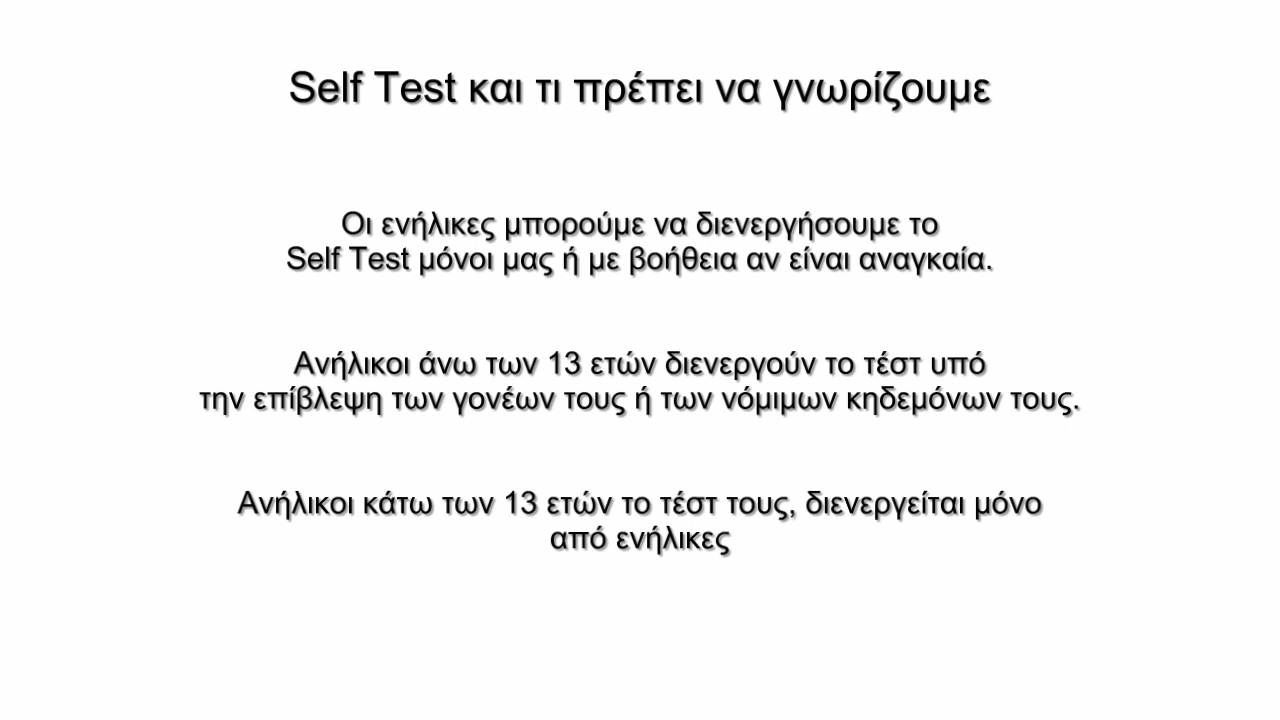 Self Test και τι πρέπει να γνωρίζουμε
Οι ενήλικες μπορούμε να διενεργήσουμε το
Self Test μόνοι μας ή με βοήθεια αν είναι αναγκαία.
Ανήλικοι άνω των 13 ετών διενεργούν το τέστ υπό
την επίβλεψη των γονέων τους ή των νόμιμων κηδεμόνων τους.
Ανήλικοι κάτω των 13 ετών το τέστ τους, διενεργείται μόνο
από ενήλικες